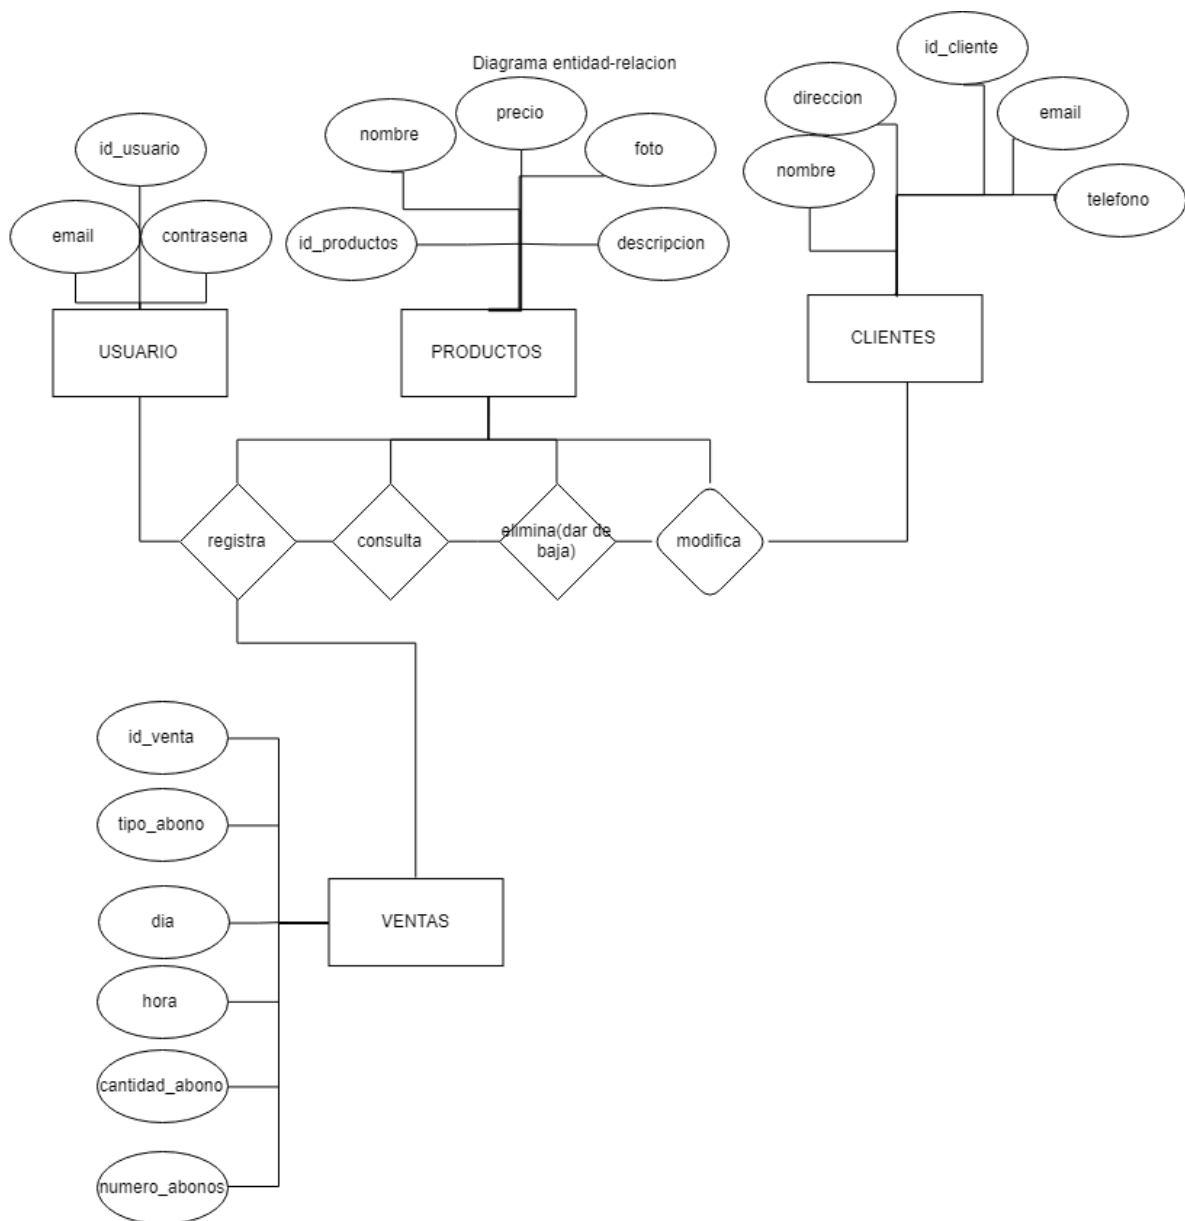 Diagrama entidad-relacion
id_cliente
direccion
precio
email
nombre
foto
id_usuario
nombre
telefono
email
contrasena
id_productos
descripcion
USUARIO
PRODUCTOS
CLIENTES
registra
consulta
elimina(dar de
baja)
modifica
id_venta
tipo_abono
dia
VENTAS
hora
cantidad_abono
numero_abonos